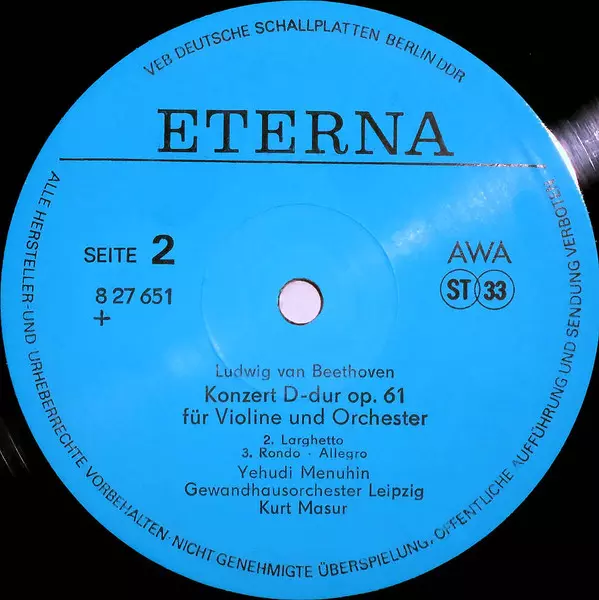 VEB DEUTSCHE SCHALLPLATTEN BERLIN DDR
ETERNA
SEITE 2
8 27 651
+
AWA
ST 33
Ludwig van Beethoven
Konzert D-dur op. 61
für Violine und Orchester
2. Larghetto
3. Rondo · Allegro
Yehudi Menuhin
Gewandhausorchester Leipzig
Kurt Masur
ALLE HERSTELLER-UND URHEBERRECHTE VORBEHALTEN·NICHT GENEHMIGTE ÜBERSPIELUNG, ÖFFENTLICHE AUFFÜHRUNG UND SENDUNG VERBOTEN